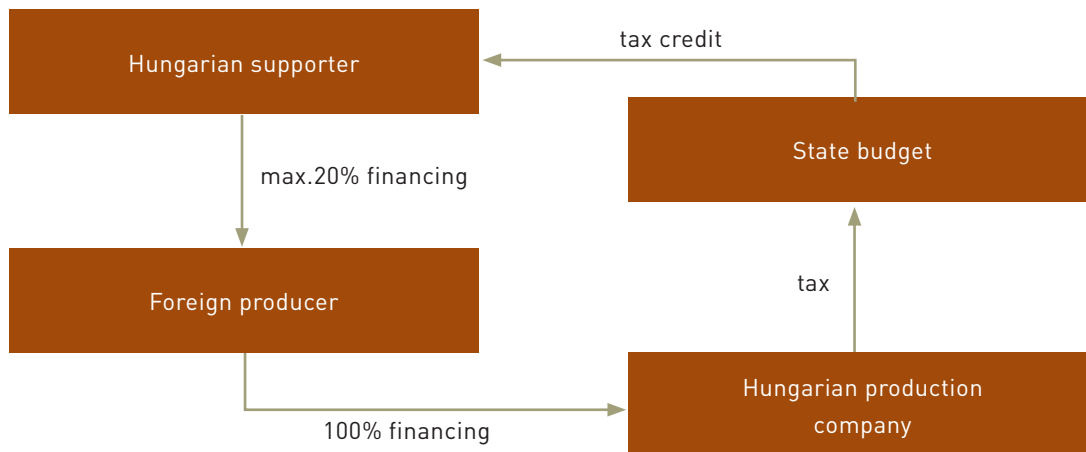 tax credit
Hungarian supporter
State budget
max.20% financing
tax
Foreign producer
Hungarian production
company
100% financing